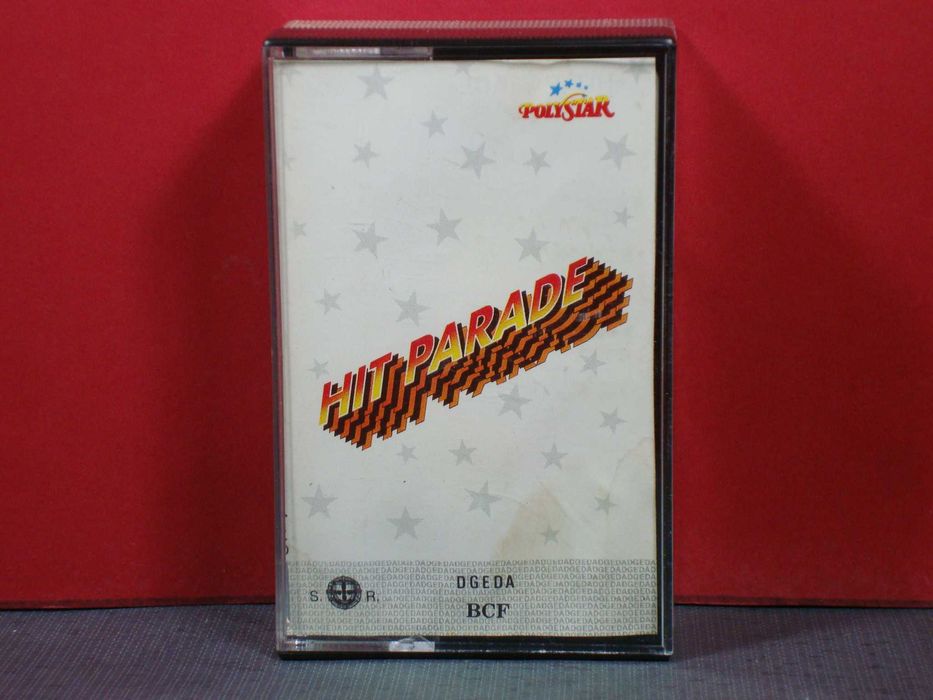 POLYSTAR
HIT PARADE
DGEDA
S. R.
BCF